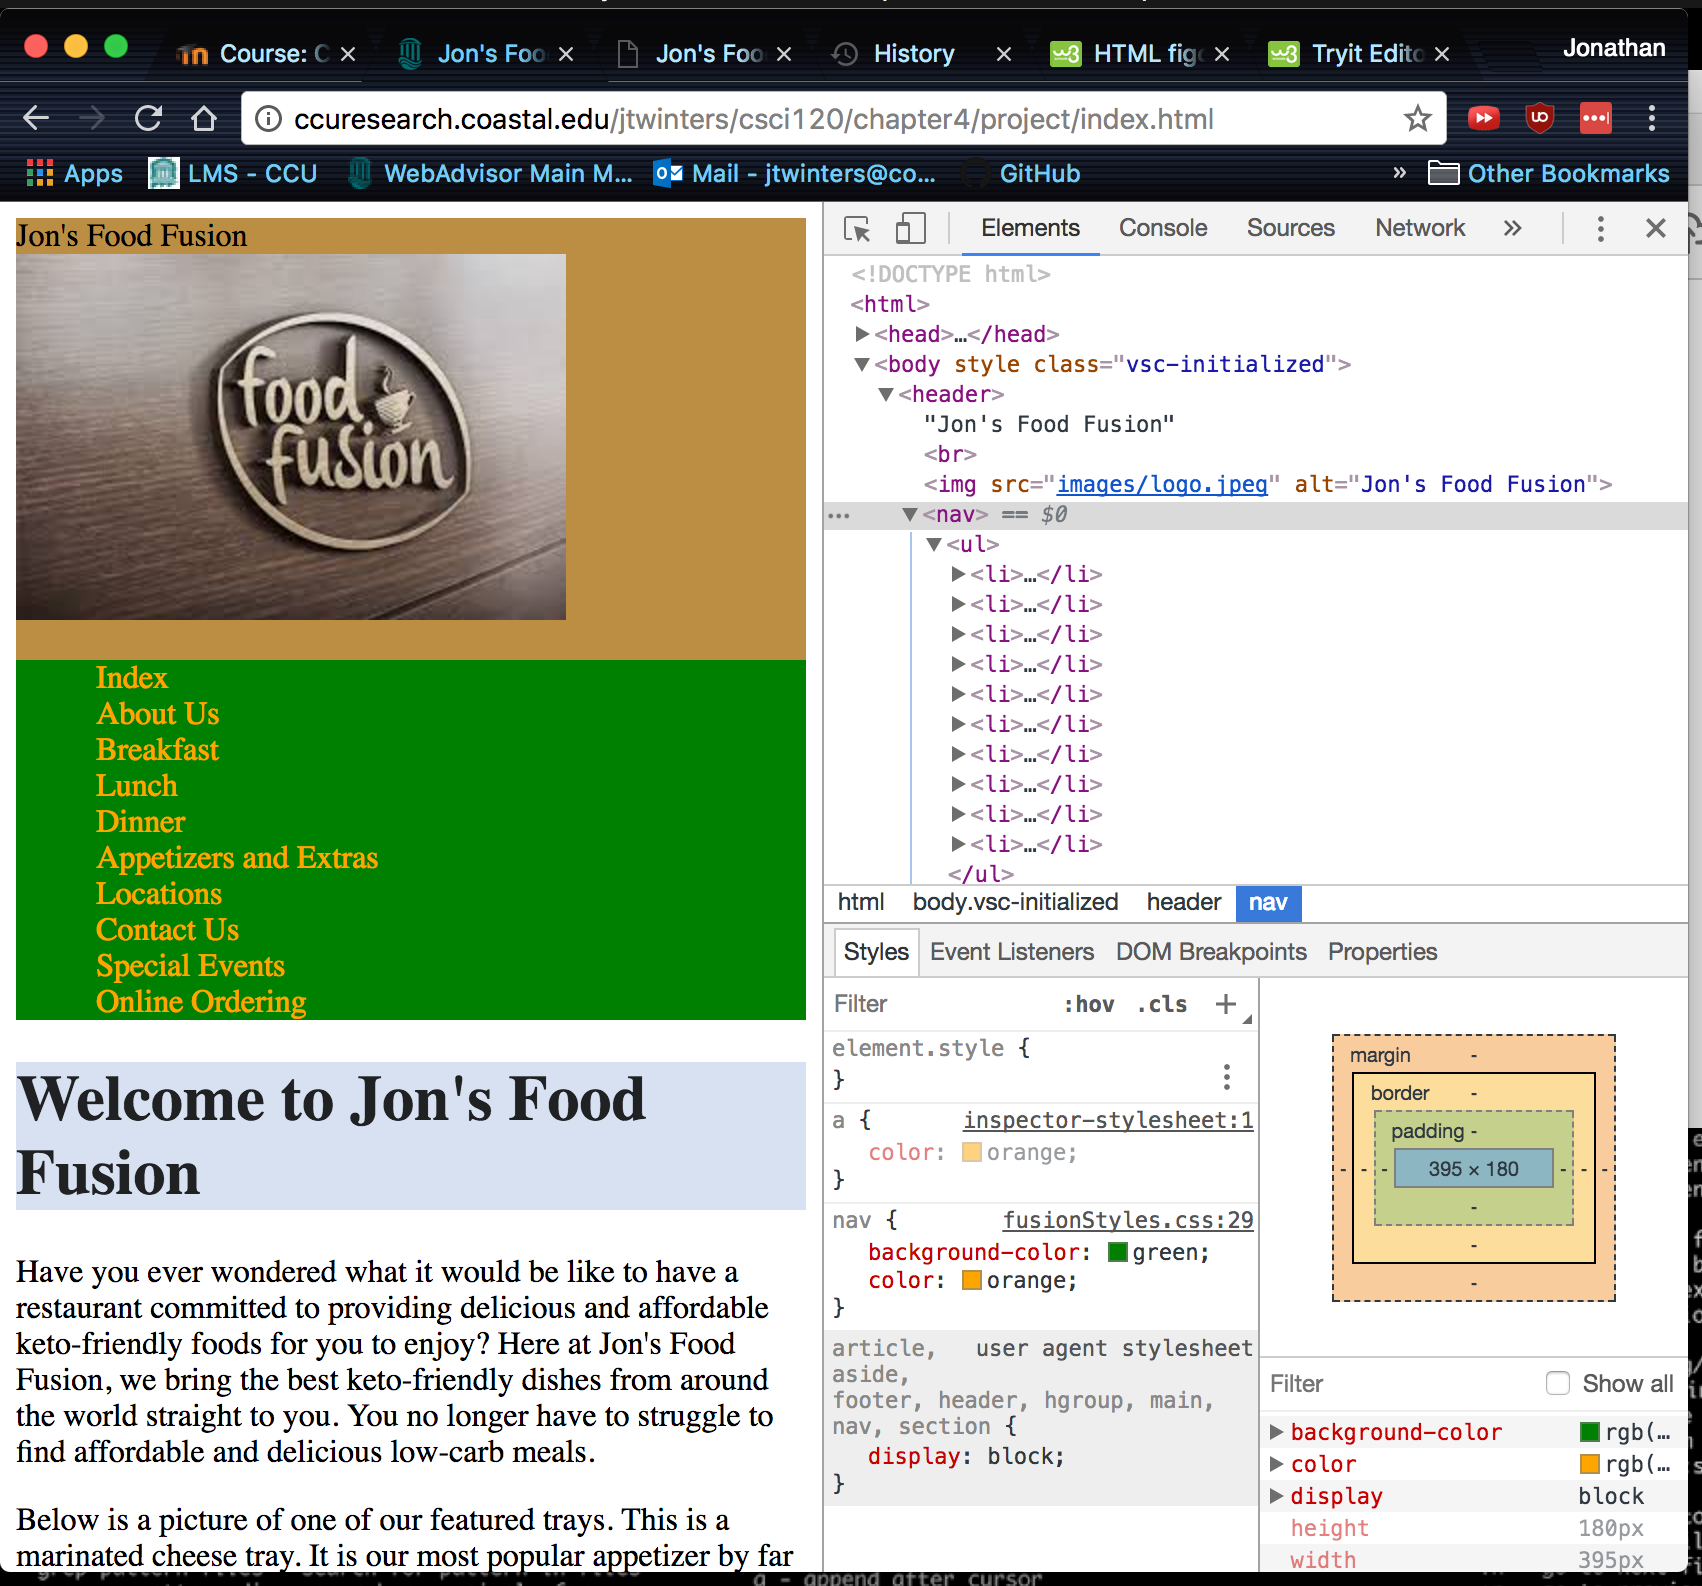 Course: C
Jon's Foo
Jon's Foo
History
HTML fig
Tryit Edito
Jonathan
ccuresearch.coastal.edu/jtwinters/csci120/chapter4/project/index.html
Apps
LMS - CCU
WebAdvisor Main M...
Mail - jtwinters@co...
GitHub
»
Other Bookmarks
Jon's Food Fusion
food
fusion
Index
About Us
Breakfast
Lunch
Dinner
Appetizers and Extras
Locations
Contact Us
Special Events
Online Ordering
Welcome to Jon's Food
Fusion
Have you ever wondered what it would be like to have a
restaurant committed to providing delicious and affordable
keto-friendly foods for you to enjoy? Here at Jon's Food
Fusion, we bring the best keto-friendly dishes from around
the world straight to you. You no longer have to struggle to
find affordable and delicious low-carb meals.
Below is a picture of one of our featured trays. This is a
marinated cheese tray. It is our most popular appetizer by far
Elements Console Sources Network »
<!DOCTYPE html>
<html>
<head>…</head>
<body style class="vsc-initialized">
<header>
"Jon's Food Fusion"
<br>
<img src="images/logo.jpeg" alt="Jon's Food Fusion">
<nav> == $0
<ul>
<li>…</li>
<li>…</li>
<li>…</li>
<li>…</li>
<li>…</li>
<li>…</li>
<li>…</li>
<li>…</li>
<li>…</li>
<li>…</li>
</ul>
html body.vsc-initialized header nav
Styles Event Listeners DOM Breakpoints Properties
Filter :hov .cls +
element.style {
}
a { inspector-stylesheet:1
color: orange;
}
nav { fusionStyles.css:29
background-color: green;
color: orange;
}
article, user agent stylesheet
aside,
footer, header, hgroup, main,
nav, section {
display: block;
}
margin -
border -
padding -
- - - 395 × 180 - - -
-
-
-
Filter Show all
background-color rgb(…
color rgb(…
display block
height 180px
width 395px
a - append after cursor